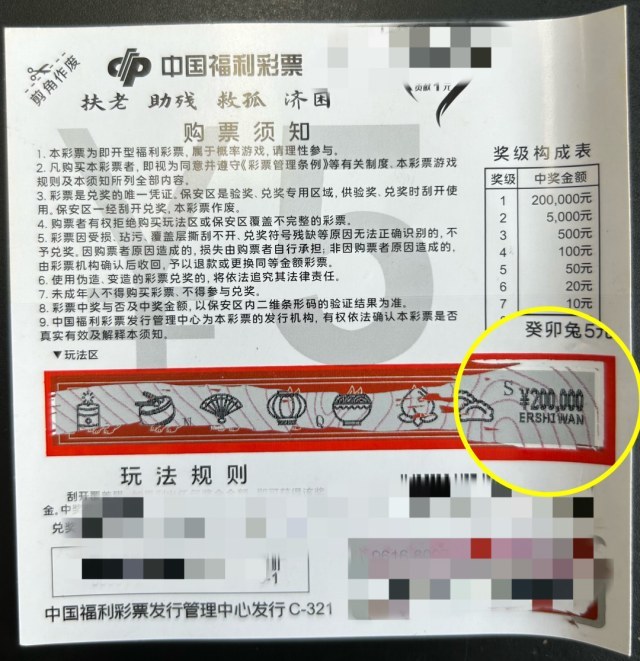 剪角作废
中国福利彩票
扶老 助残 救孤 济困
购票须知
1. 本彩票为即开型福利彩票，属于概率游戏，请理性参与。
2. 凡购买本彩票者，即视为同意并遵守《彩票管理条例》等有关制度、本彩票游戏
规则及本须知所列全部内容。
3. 彩票是兑奖的唯一凭证。保安区是验奖、兑奖专用区域，供验奖、兑奖时刮开使
用。保安区一经刮开兑奖，本彩票作废。
4. 购票者有权拒绝购买玩法区或保安区覆盖不完整的彩票。
5. 彩票因受损、玷污、覆盖层撕刮不开、兑奖符号残缺等原因无法正确识别的，不
予兑奖。因购票者原因造成的，损失由购票者自行承担；非因购票者原因造成的，
由彩票机构确认后收回，予以退款或更换同等金额彩票。
6. 使用伪造、变造的彩票兑奖的，将依法追究其法律责任。
7. 未成年人不得购买彩票、不得参与兑奖。
8. 彩票中奖与否及中奖金额，以保安区内二维条形码的验证结果为准。
9. 中国福利彩票发行管理中心为本彩票的发行机构，有权依法确认本彩票是否
真实有效及解释本须知。
奖级构成表
奖级 中奖金额
1 200,000元
2 5,000元
3 500元
4 100元
5 50元
6 20元
7 10元
癸卯兔5元
▼玩法区
N
Q
S
¥200,000
ERSHIWAN
玩法规则
兑奖
中国福利彩票发行管理中心发行 C-321